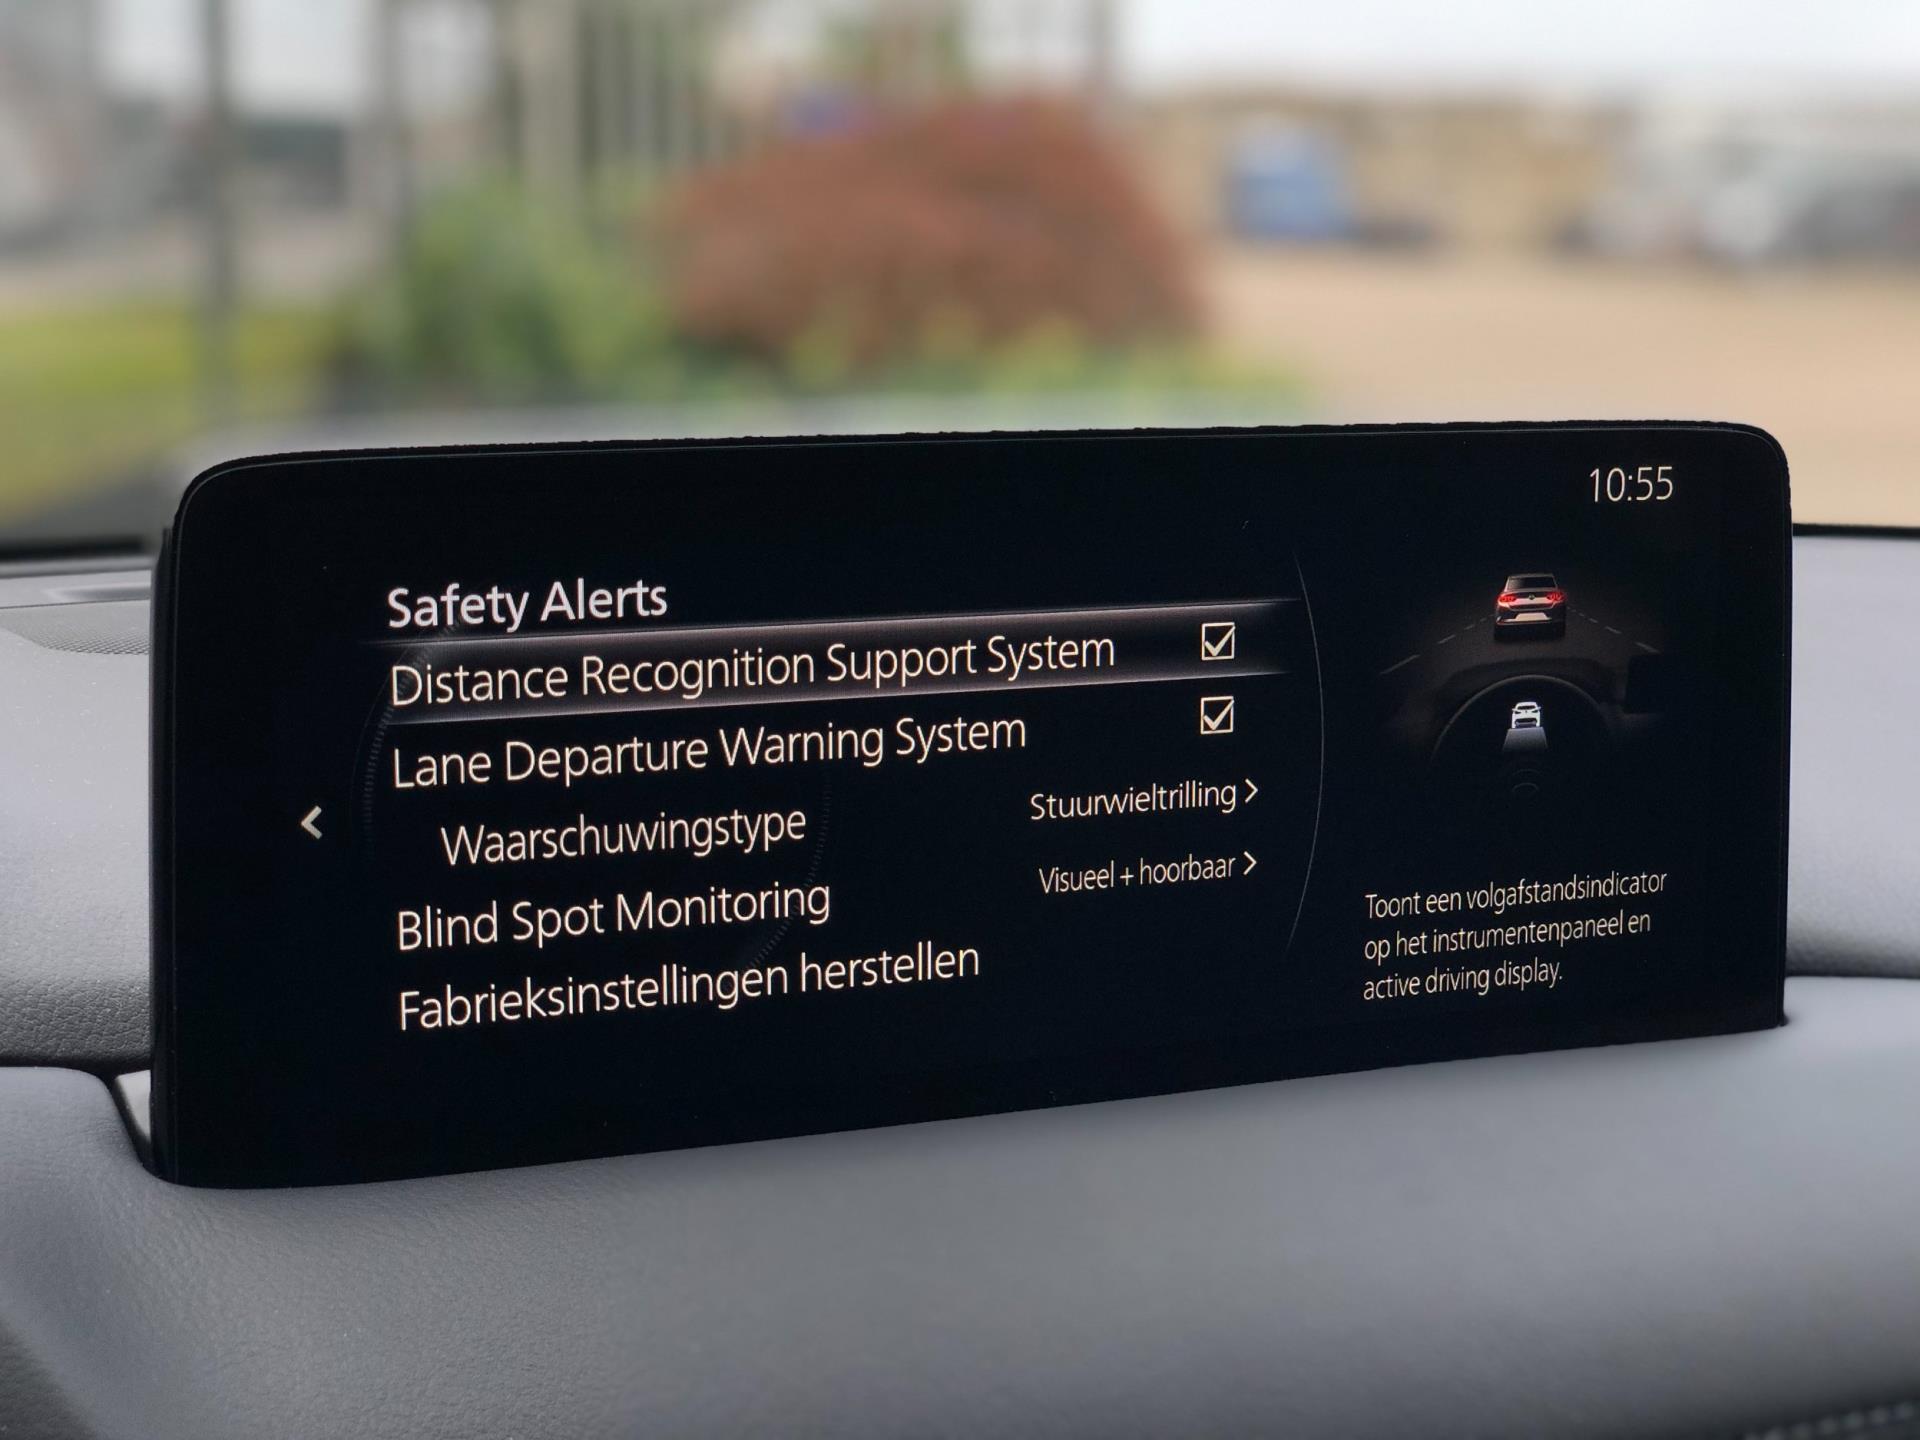 10:55
Safety Alerts
Distance Recognition Support System
Lane Departure Warning System
Waarschuwingstype Stuurwieltrilling
Blind Spot Monitoring Visueel + hoorbaar
Fabrieksinstellingen herstellen
Toont een volgafstandsindicator
op het instrumentenpaneel en
active driving display.